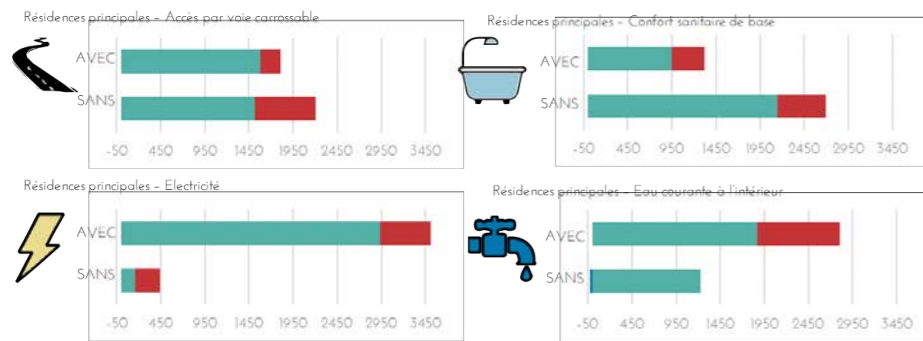 Résidences principales – Accès par voie carrossable
AVEC
SANS
-50 450 950 1450 1950 2450 2950 3450
Résidences principales – Confort sanitaire de base
AVEC
SANS
-50 450 950 1450 1950 2450 2950 3450
Résidences principales – Electricité
AVEC
SANS
-50 450 950 1450 1950 2450 2950 3450
Résidences principales – Eau courante à l'intérieur
AVEC
SANS
-50 450 950 1450 1950 2450 2950 3450